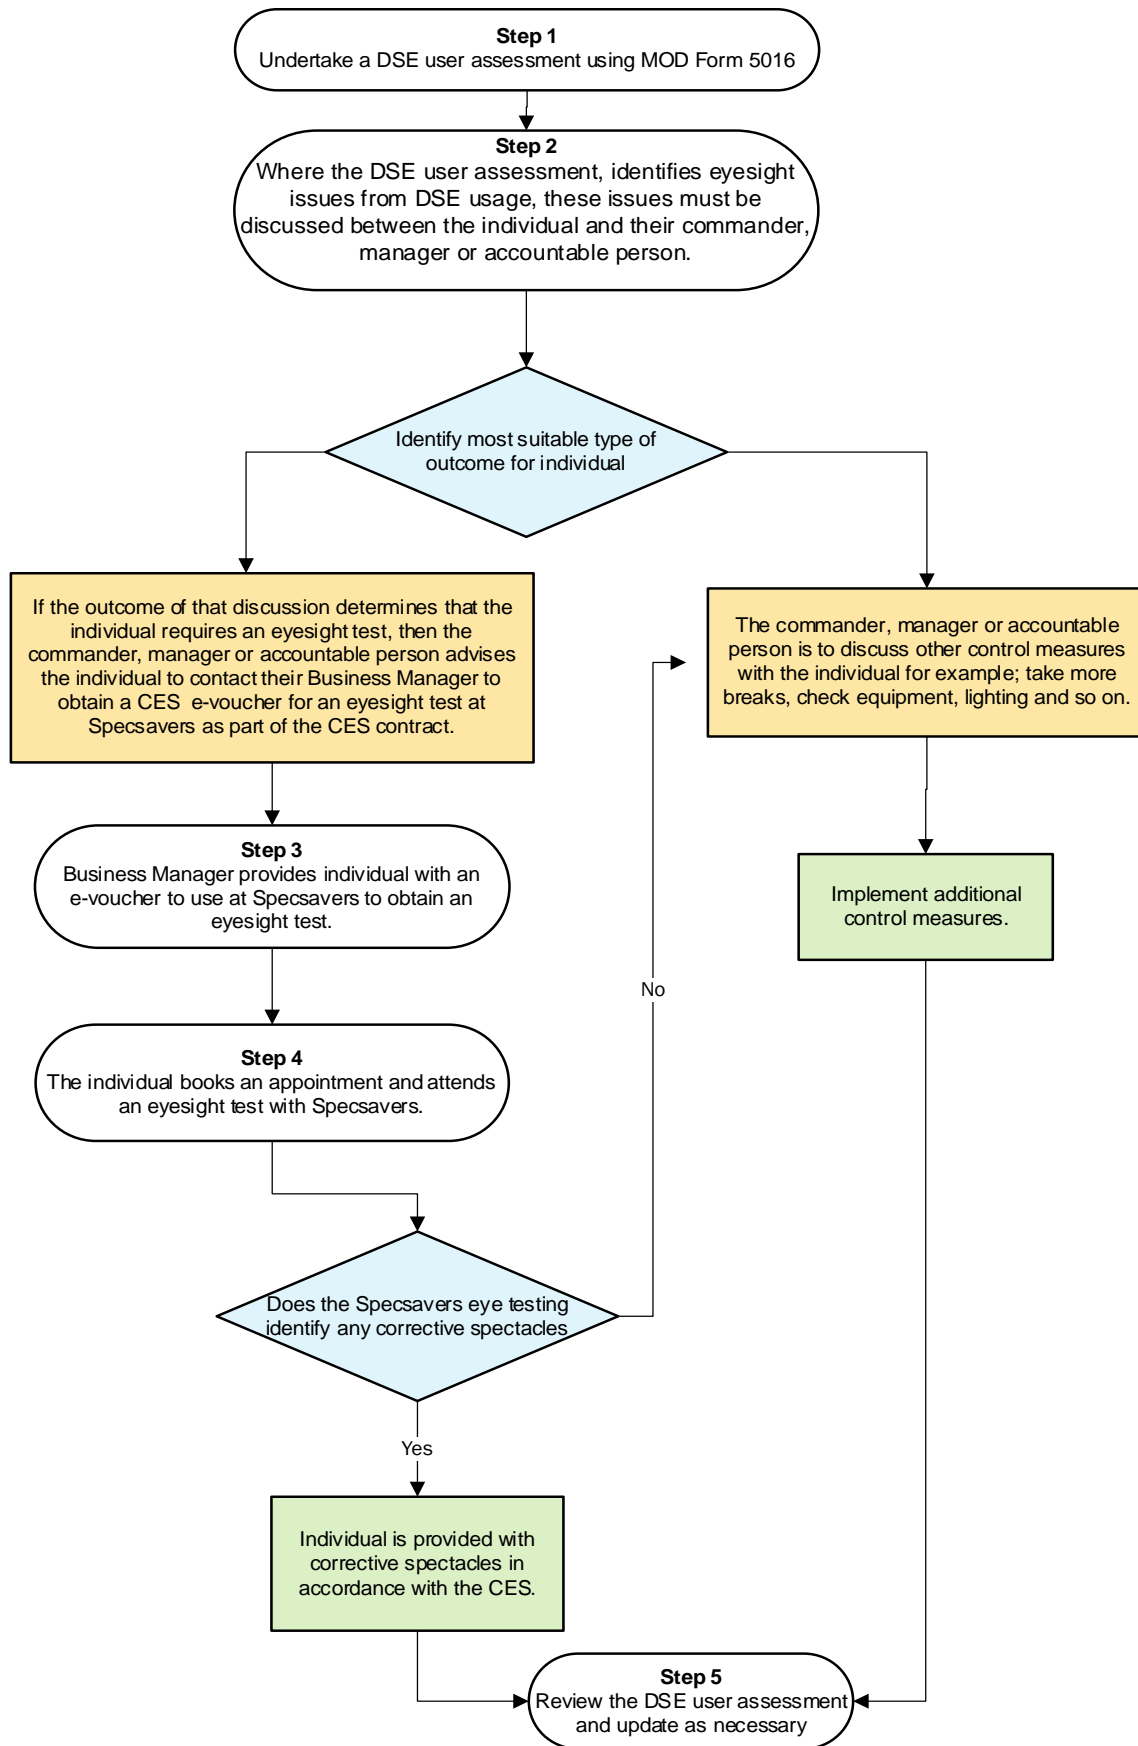 Step 1
Undertake a DSE user assessment using MOD Form 5016
Step 2
Where the DSE user assessment, identifies eyesight
issues from DSE usage, these issues must be
discussed between the individual and their commander,
manager or accountable person.
Identify most suitable type of
outcome for individual
If the outcome of that discussion determines that the
individual requires an eyesight test, then the
commander, manager or accountable person advises
the individual to contact their Business Manager to
obtain a CES e-voucher for an eyesight test at
Specsavers as part of the CES contract.
The commander, manager or accountable
person is to discuss other control measures
with the individual for example; take more
breaks, check equipment, lighting and so on.
Step 3
Business Manager provides individual with an
e-voucher to use at Specsavers to obtain an
eyesight test.
Implement additional
control measures.
No
Step 4
The individual books an appointment and attends
an eyesight test with Specsavers.
Does the Specsavers eye testing
identify any corrective spectacles
Yes
Individual is provided with
corrective spectacles in
accordance with the CES.
Step 5
Review the DSE user assessment
and update as necessary